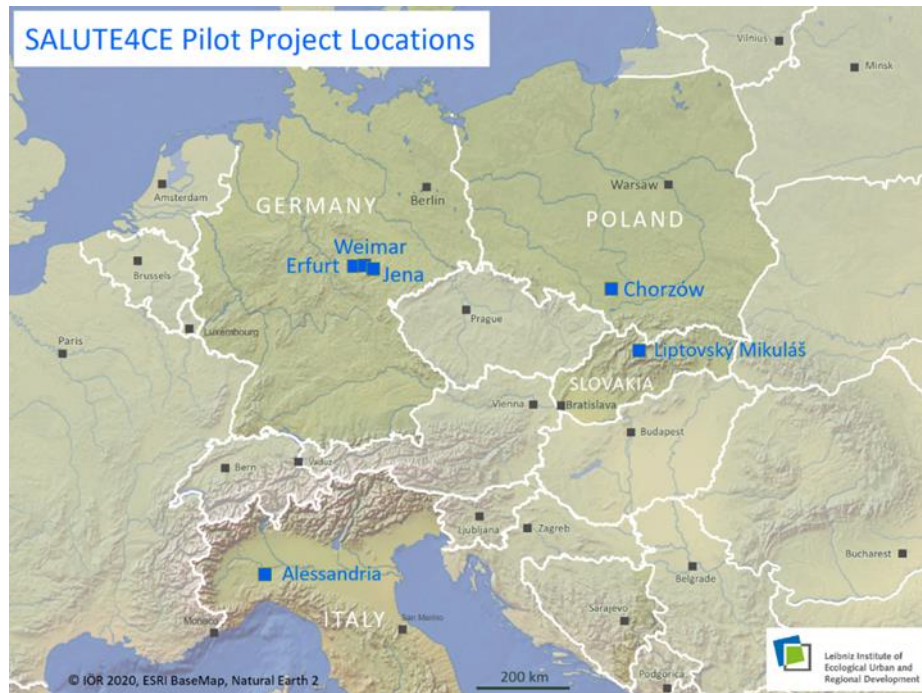 SALUTE4CE Pilot Project Locations
Vilnius
Minsk
Amsterdam
Berlin
Warsaw
GERMANY
POLAND
Weimar
Erfurt
Jena
Brussels
Chorzów
Prague
Luxembourg
Paris
Liptovský Mikuláš
SLOVAKIA
Vienna
Bratislava
Budapest
Bern
Vaduz
Ljubljana
Zagreb
Bucharest
Alessandria
Belgrade
ITALY
San Marino
Monaco
Sarajevo
Podgorica
200 km
© IÖR 2020, ESRI BaseMap, Natural Earth 2
Leibniz Institute of
Ecological Urban and
Regional Development